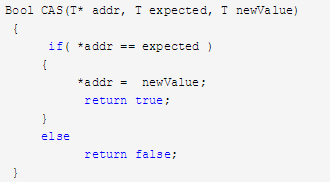 Bool CAS(T* addr, T expected, T newValue)
{
if( *addr == expected )
{
*addr = newValue;
return true;
}
else
return false;
}